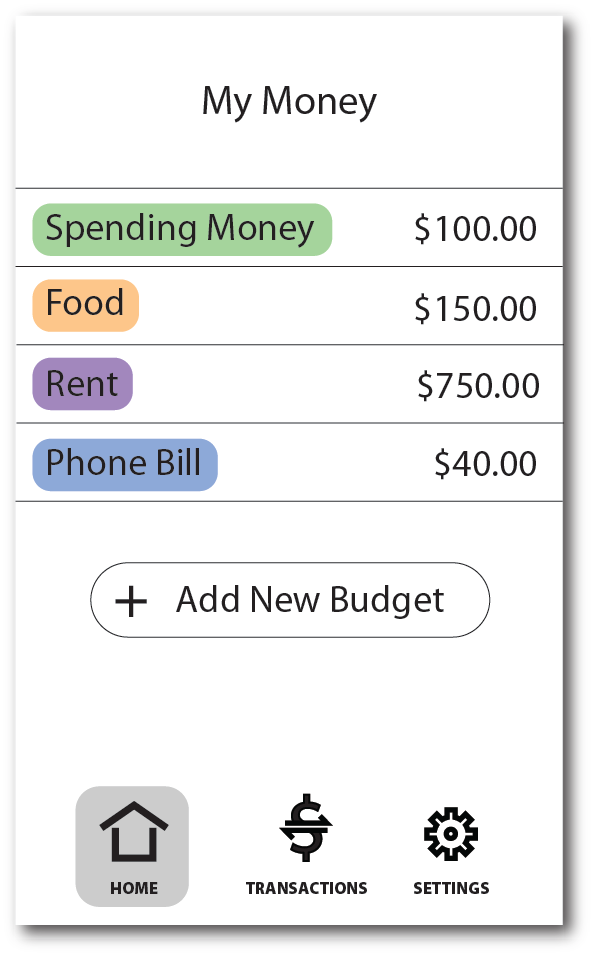 My Money
Spending Money $100.00
Food $150.00
Rent $750.00
Phone Bill $40.00
+ Add New Budget
HOME TRANSACTIONS SETTINGS